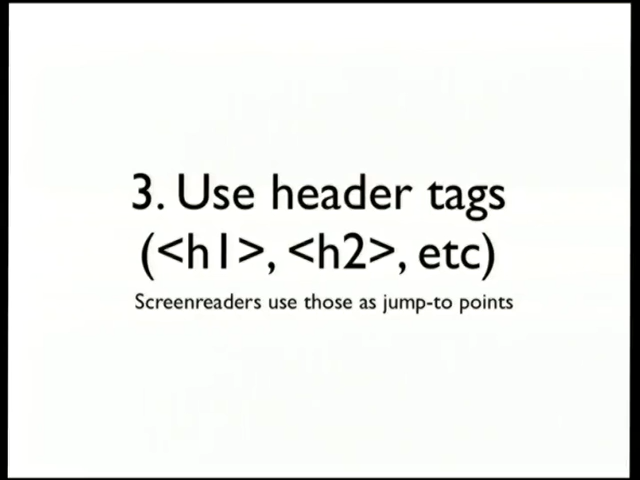 3. Use header tags
(<h1>, <h2>, etc)
Screenreaders use those as jump-to points